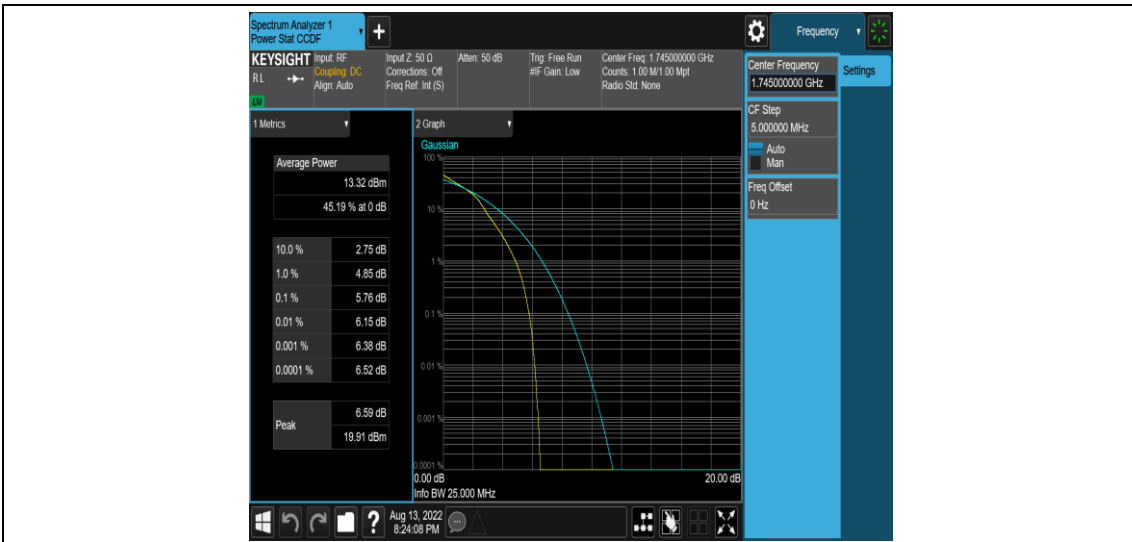 Spectrum Analyzer 1
Power Stat CCDF
+
Frequency
KEYSIGHT
RL
LXI
Input: RF
Coupling: DC
Align: Auto
Input Z: 50 Ω
Corrections: Off
Freq Ref: Int (S)
Atten: 50 dB
Trig: Free Run
#IF Gain: Low
Center Freq: 1.745000000 GHz
Counts: 1.00 M/1.00 Mpt
Radio Std: None
Center Frequency
1.745000000 GHz
Settings
CF Step
5.000000 MHz
Auto
Man
Freq Offset
0 Hz
1 Metrics
Average Power
13.32 dBm
45.19 % at 0 dB
10.0 % 2.75 dB
1.0 % 4.85 dB
0.1 % 5.76 dB
0.01 % 6.15 dB
0.001 % 6.38 dB
0.0001 % 6.52 dB
Peak
6.59 dB
19.91 dBm
2 Graph
Gaussian
100 %
10 %
1 %
0.1 %
0.01 %
0.001 %
0.0001 %
0.00 dB 20.00 dB
Info BW 25.000 MHz
?
Aug 13, 2022
8:24:08 PM